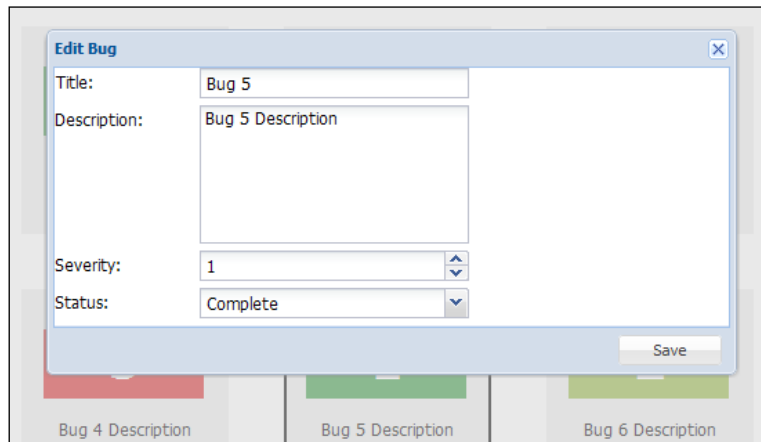 Edit Bug
Title: Bug 5
Description: Bug 5 Description
Severity: 1
Status: Complete
Save
Bug 4 Description Bug 5 Description Bug 6 Description